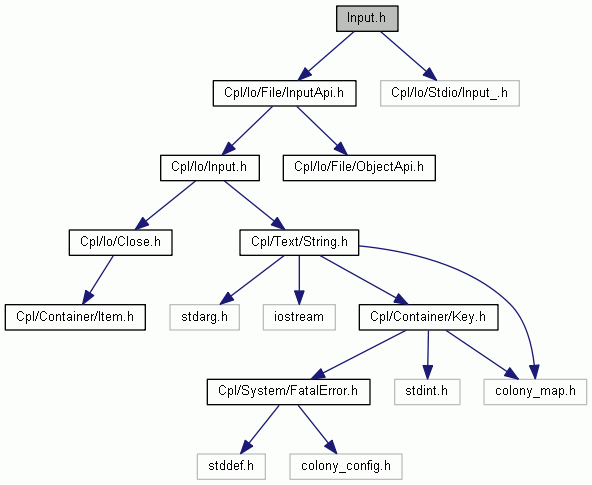 Input.h
Cpl/Io/File/InputApi.h
Cpl/Io/Stdio/Input_.h
Cpl/Io/Input.h
Cpl/Io/File/ObjectApi.h
Cpl/Io/Close.h
Cpl/Text/String.h
Cpl/Container/Item.h
stdarg.h
iostream
Cpl/Container/Key.h
Cpl/System/FatalError.h
stdint.h
colony_map.h
stddef.h
colony_config.h